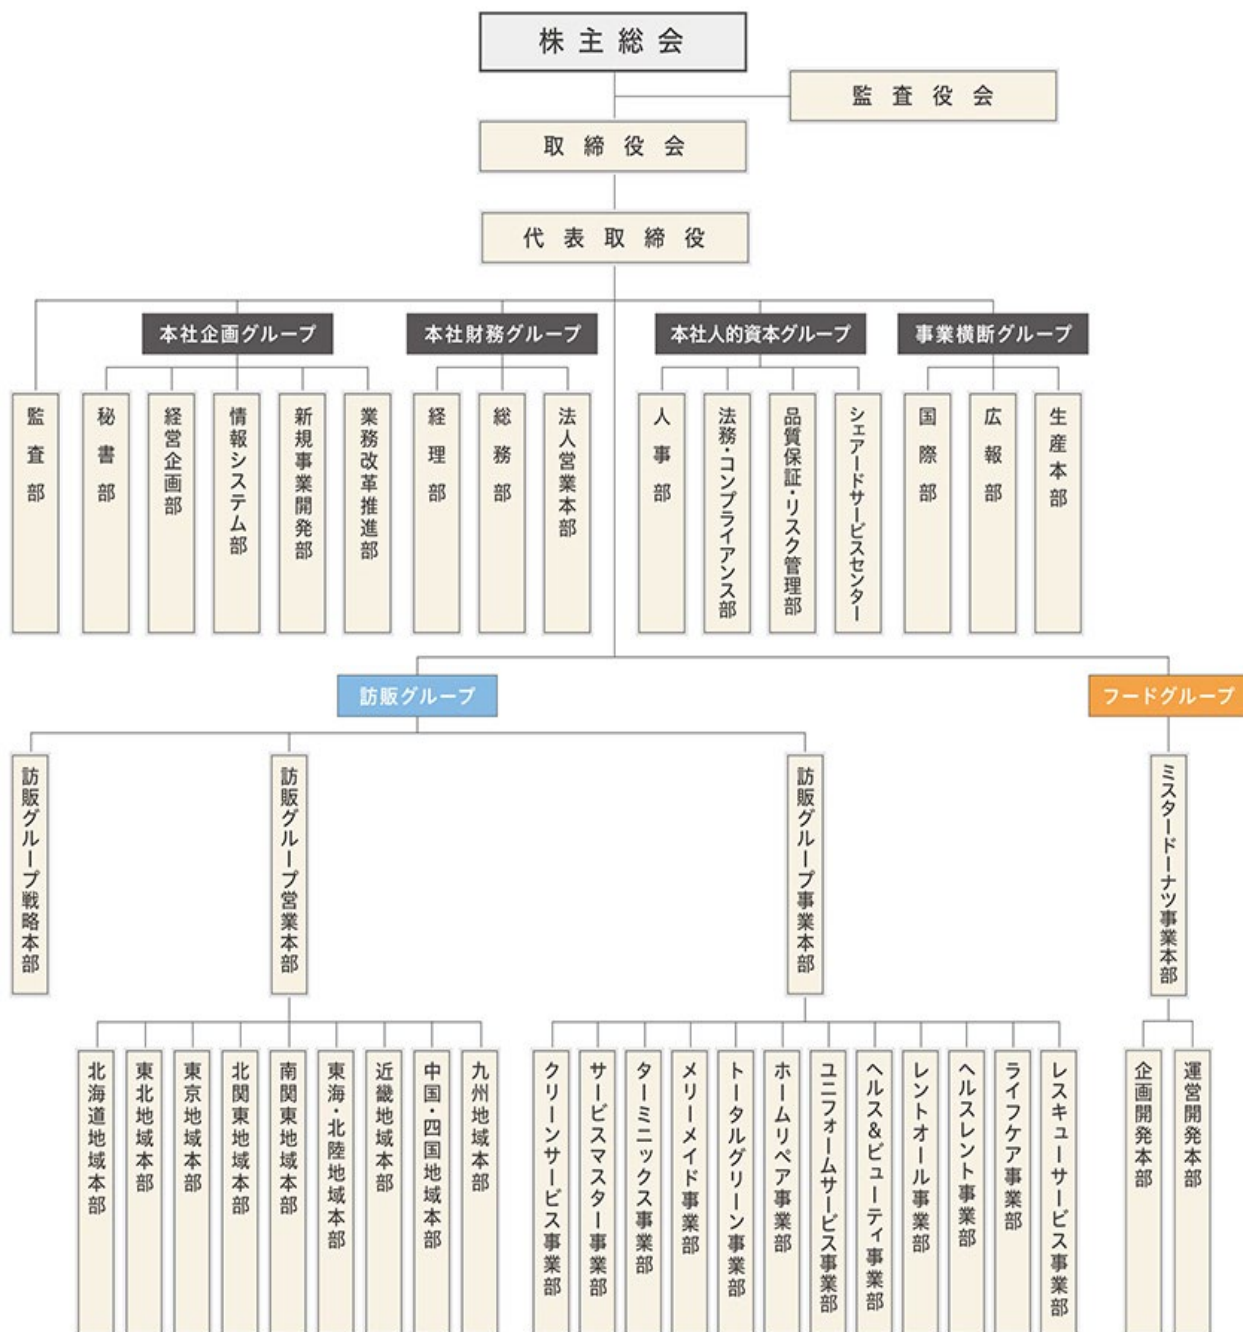 株主総会
監査役会
取締役会
代表取締役
本社企画グループ
本社財務グループ
本社人的資本グループ
事業横断グループ
監査部
秘書部
経営企画部
情報システム部
新規事業開発部
業務改革推進部
経理部
総務部
法人営業本部
人事部
法務・コンプライアンス部
品質保証・リスク管理部
シェアードサービスセンター
国際部
広報部
生産本部
訪販グループ
フードグループ
訪販グループ戦略本部
訪販グループ営業本部
訪販グループ事業本部
ミスタードーナツ事業本部
北海道地域本部
東北地域本部
東京地域本部
北関東地域本部
南関東地域本部
東海・北陸地域本部
近畿地域本部
中国・四国地域本部
九州地域本部
クリーンサービス事業部
サービスマスター事業部
ターミニックス事業部
メリーメイド事業部
トータルグリーン事業部
ホームリペア事業部
ユニフォームサービス事業部
ヘルス&ビューティ事業部
レントオール事業部
ヘルスレント事業部
ライフケア事業部
レスキューサービス事業部
企画開発本部
運営開発本部